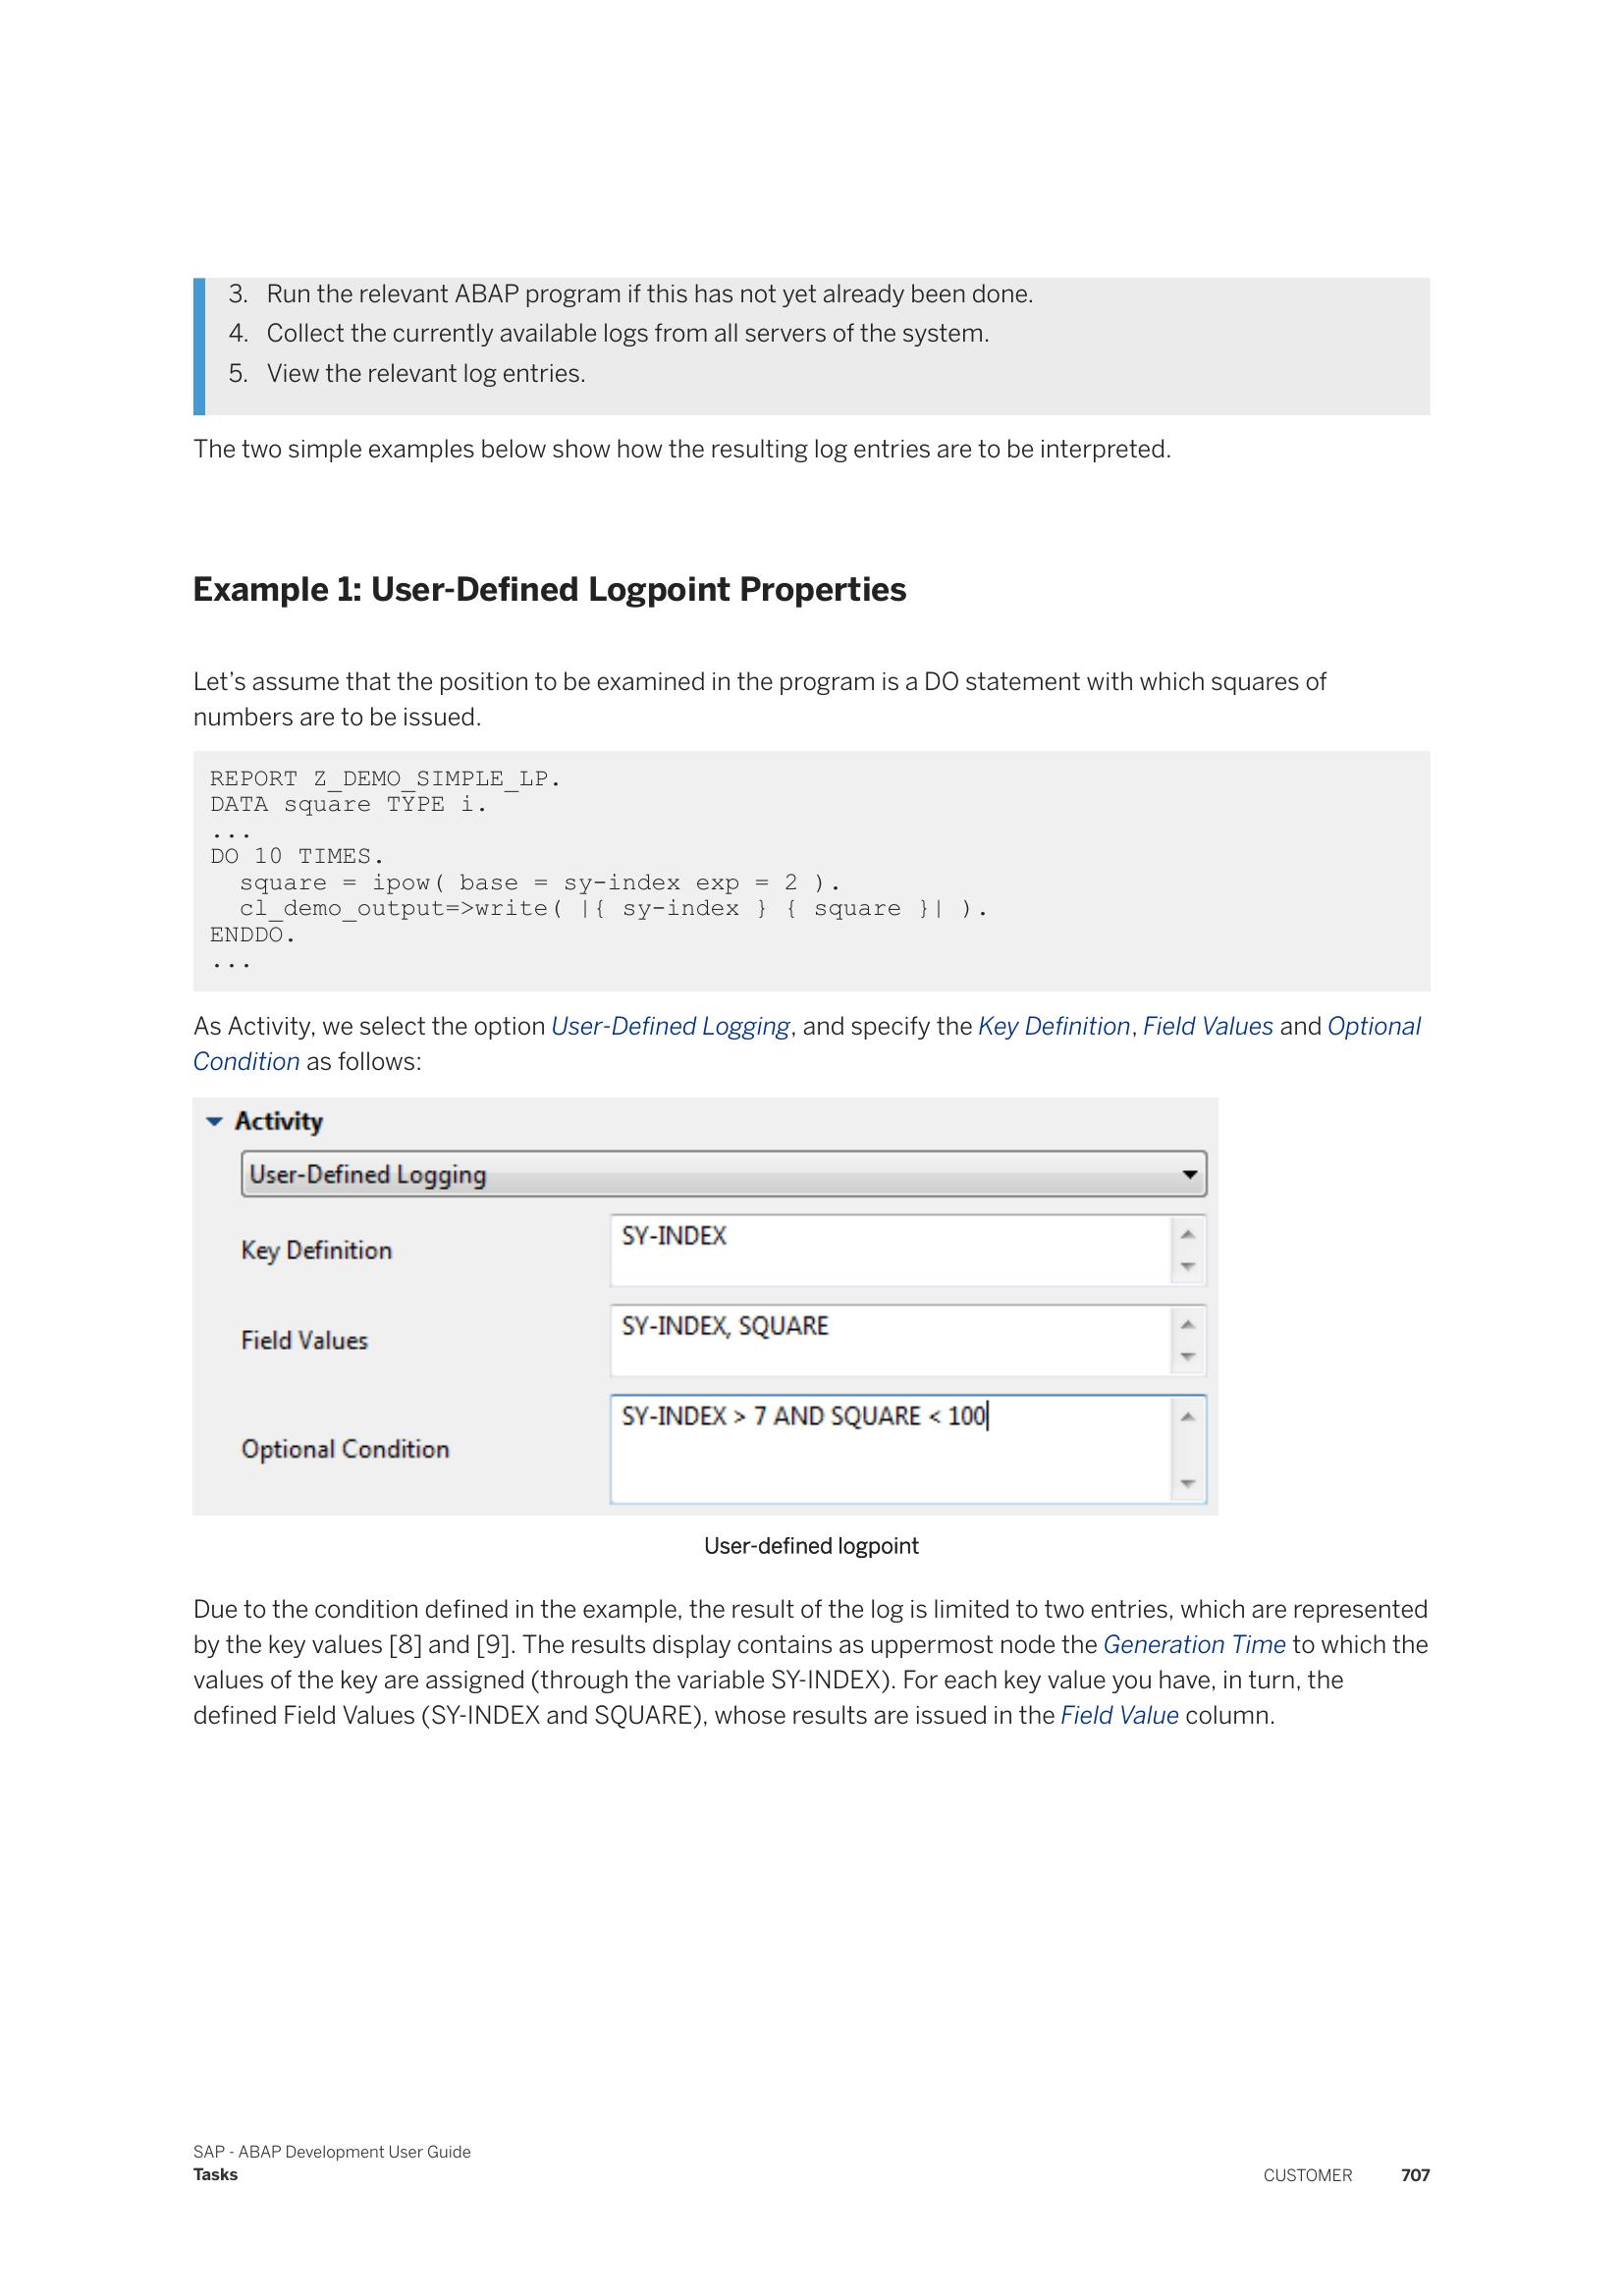 3. Run the relevant ABAP program if this has not yet already been done.
4. Collect the currently available logs from all servers of the system.
5. View the relevant log entries.
The two simple examples below show how the resulting log entries are to be interpreted.
Example 1: User-Defined Logpoint Properties
Let's assume that the position to be examined in the program is a DO statement with which squares of
numbers are to be issued.
REPORT Z_DEMO_SIMPLE_LP.
DATA square TYPE i.
...
DO 10 TIMES.
  square = ipow( base = sy-index exp = 2 ).
  cl_demo_output=>write( |{ sy-index } { square }| ).
ENDDO.
...
As Activity, we select the option User-Defined Logging, and specify the Key Definition, Field Values and Optional
Condition as follows:
Activity
User-Defined Logging
Key Definition SY-INDEX
Field Values SY-INDEX, SQUARE
Optional Condition SY-INDEX > 7 AND SQUARE < 100
User-defined logpoint
Due to the condition defined in the example, the result of the log is limited to two entries, which are represented
by the key values [8] and [9]. The results display contains as uppermost node the Generation Time to which the
values of the key are assigned (through the variable SY-INDEX). For each key value you have, in turn, the
defined Field Values (SY-INDEX and SQUARE), whose results are issued in the Field Value column.
SAP - ABAP Development User Guide
Tasks
CUSTOMER 707